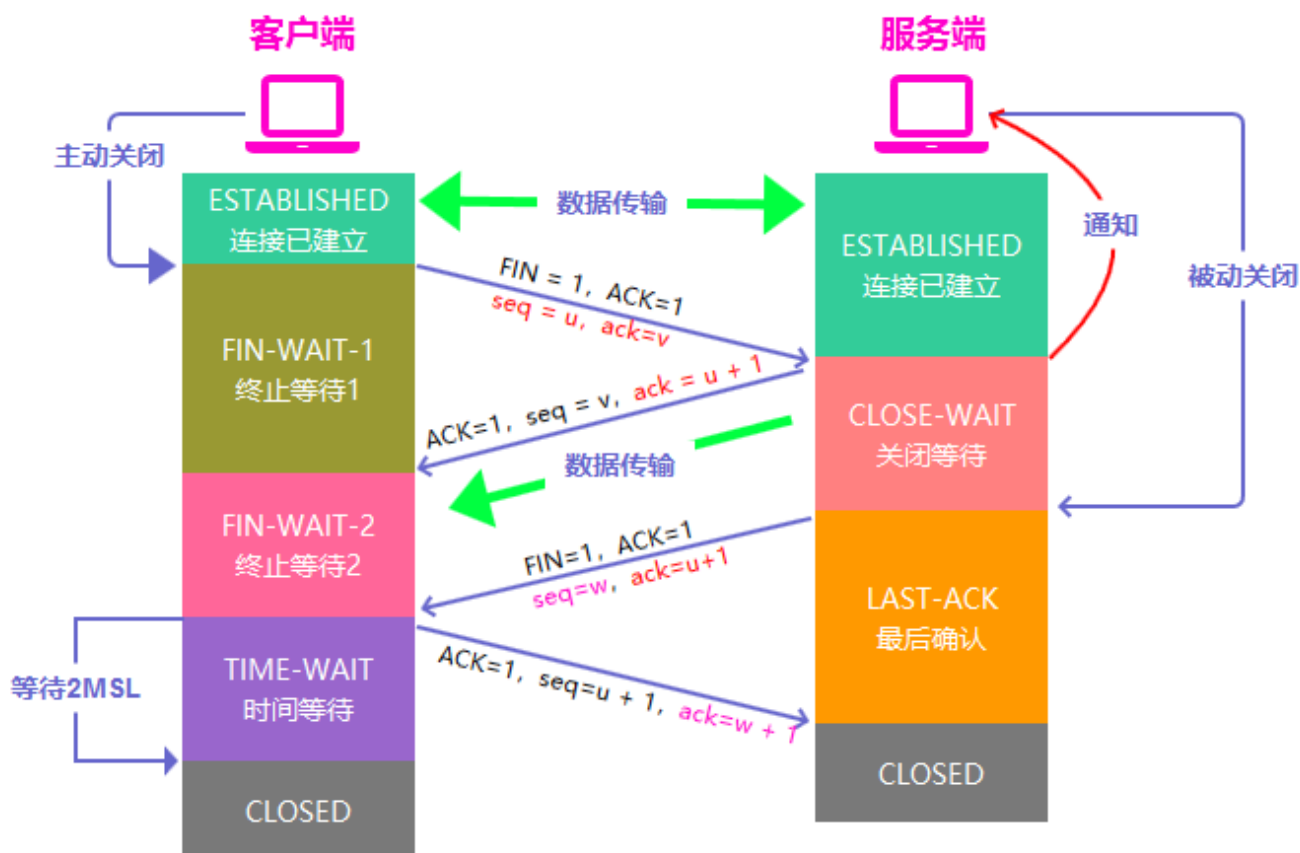 客户端
服务端
主动关闭
ESTABLISHED
连接已建立
数据传输
ESTABLISHED
连接已建立
通知
被动关闭
FIN = 1, ACK=1
seq = u, ack=v
FIN-WAIT-1
终止等待1
ACK=1, seq = v, ack = u + 1
CLOSE-WAIT
关闭等待
数据传输
FIN-WAIT-2
终止等待2
FIN=1, ACK=1
seq=w, ack=u+1
LAST-ACK
最后确认
等待2MSL
TIME-WAIT
时间等待
ACK=1, seq=u + 1, ack=w + 1
CLOSED
CLOSED